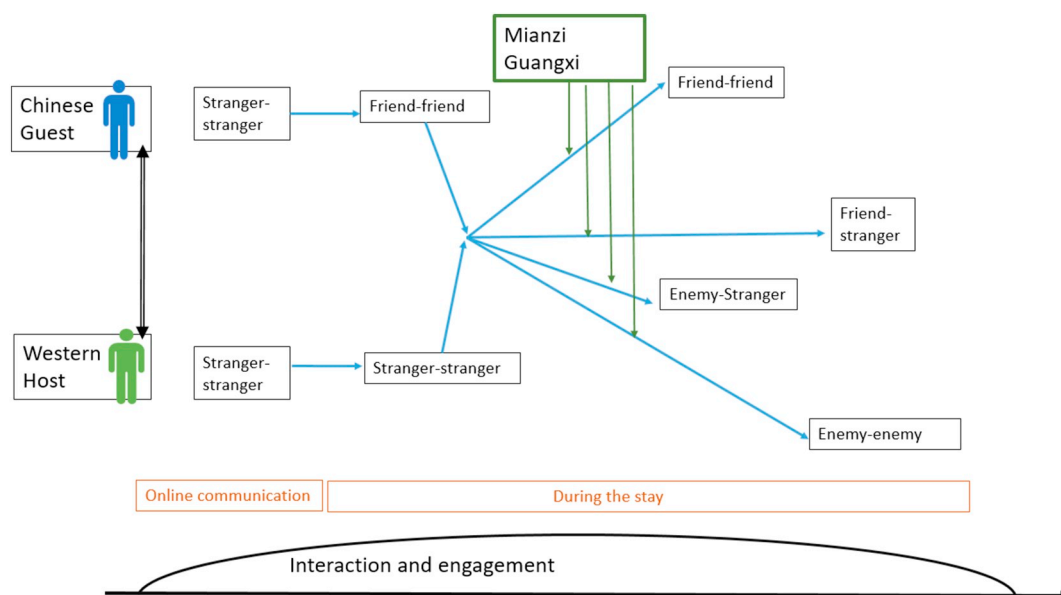 Mianzi
Guangxi
Chinese
Guest
Stranger-
stranger
Friend-friend
Friend-friend
Friend-
stranger
Enemy-Stranger
Western
Host
Stranger-
stranger
Stranger-stranger
Enemy-enemy
Online communication
During the stay
Interaction and engagement